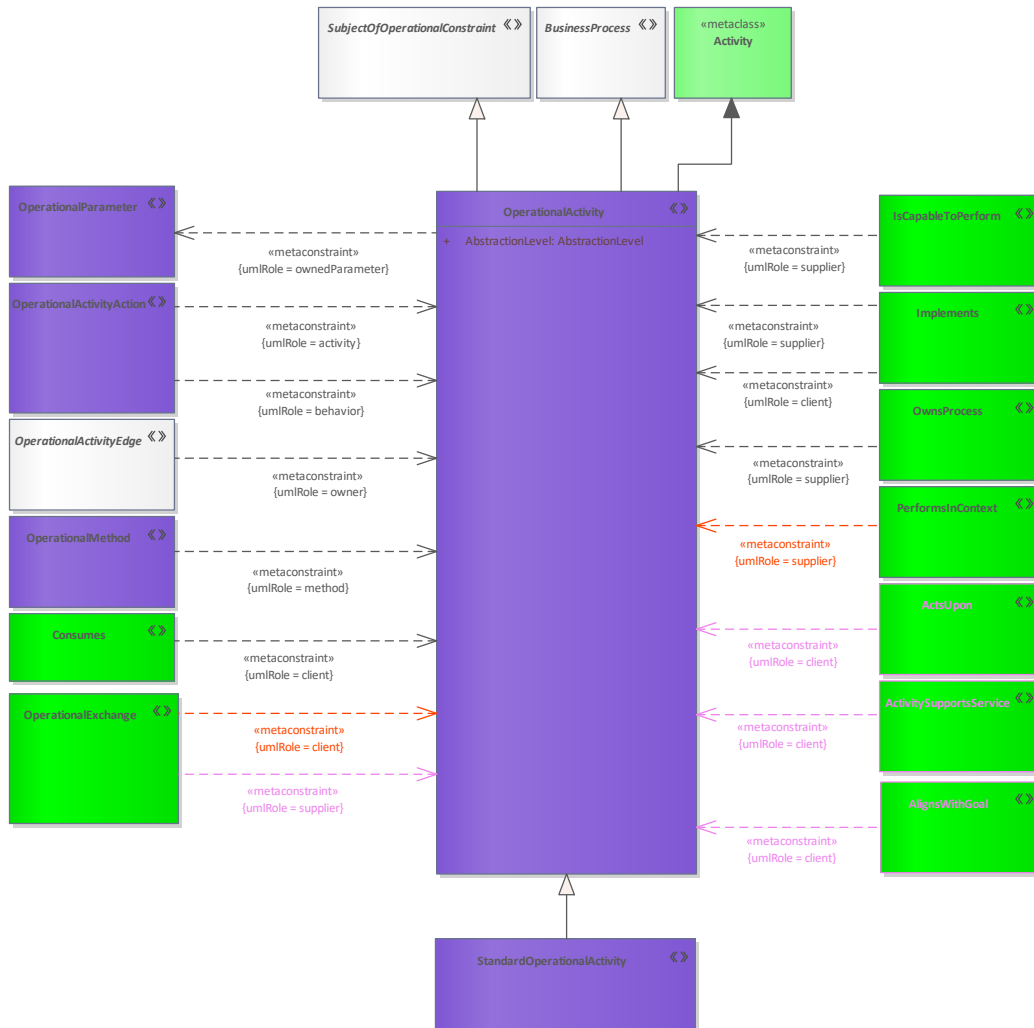 SubjectOfOperationalConstraint «»
BusinessProcess «»
«metaclass»
Activity
OperationalParameter «»
«metaconstraint»
{umlRole = ownedParameter}
OperationalActivityAction «»
«metaconstraint»
{umlRole = activity}
«metaconstraint»
{umlRole = behavior}
OperationalActivityEdge «»
«metaconstraint»
{umlRole = owner}
OperationalMethod «»
«metaconstraint»
{umlRole = method}
Consumes «»
«metaconstraint»
{umlRole = client}
OperationalExchange «»
«metaconstraint»
{umlRole = client}
«metaconstraint»
{umlRole = supplier}
OperationalActivity «»
+ AbstractionLevel: AbstractionLevel
IsCapableToPerform «»
«metaconstraint»
{umlRole = supplier}
Implements «»
«metaconstraint»
{umlRole = supplier}
«metaconstraint»
{umlRole = client}
OwnsProcess «»
«metaconstraint»
{umlRole = supplier}
PerformsInContext «»
«metaconstraint»
{umlRole = supplier}
ActsUpon «»
«metaconstraint»
{umlRole = client}
ActivitySupportsService «»
«metaconstraint»
{umlRole = client}
AlignsWithGoal «»
«metaconstraint»
{umlRole = client}
StandardOperationalActivity «»